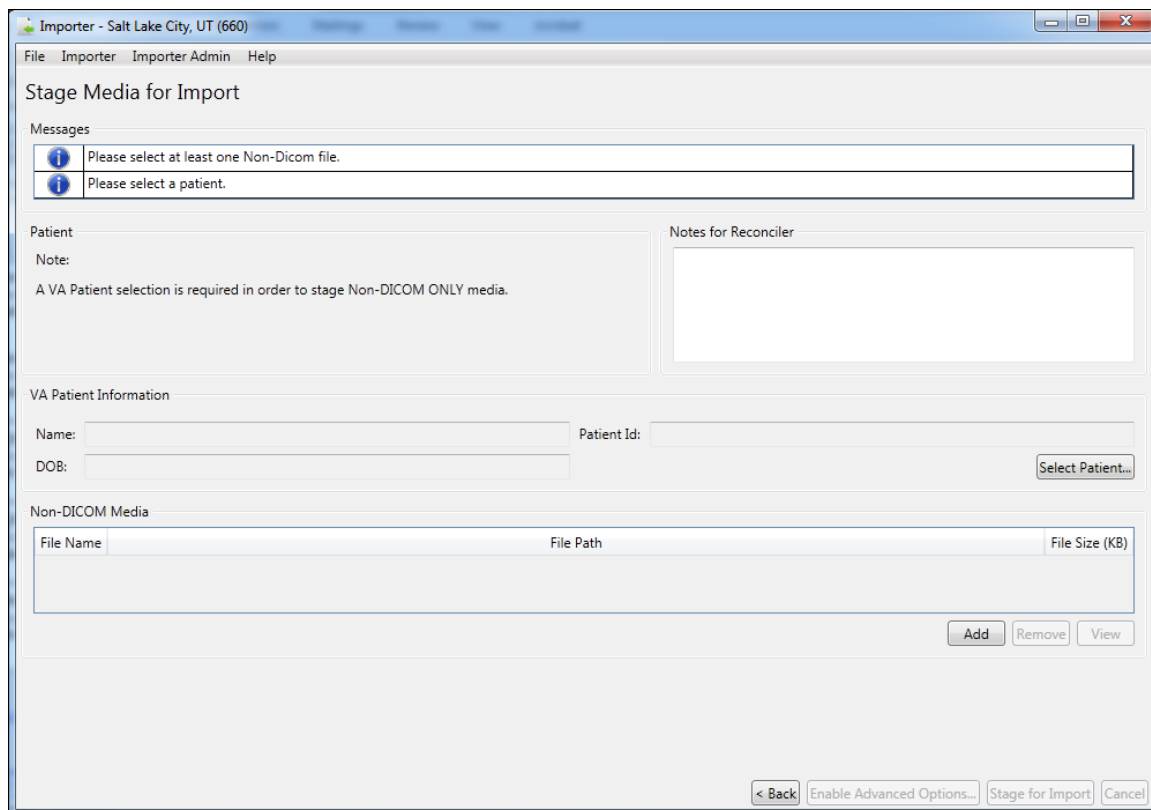 Importer - Salt Lake City, UT (660)
File Importer Importer Admin Help
Stage Media for Import
Messages
Please select at least one Non-Dicom file.
Please select a patient.
Patient
Notes for Reconciler
Note:
A VA Patient selection is required in order to stage Non-DICOM ONLY media.
VA Patient Information
Name:
Patient Id:
DOB:
Select Patient...
Non-DICOM Media
File Name File Path File Size (KB)
Add Remove View
< Back Enable Advanced Options... Stage for Import Cancel